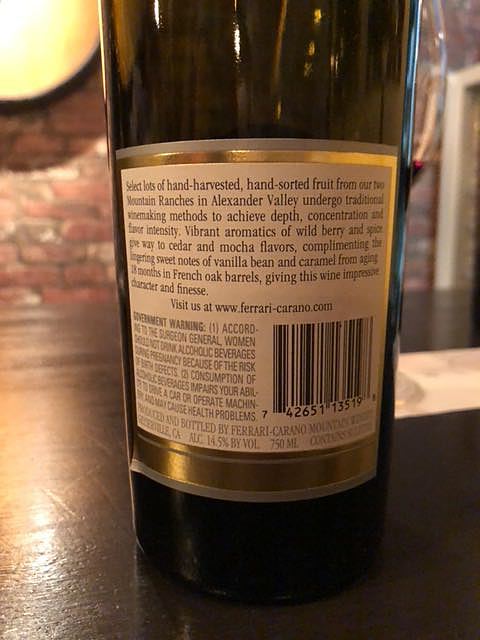 Select lots of hand-harvested, hand-sorted fruit from our two
Mountain Ranches in Alexander Valley undergo traditional
winemaking methods to achieve depth, concentration and
flavor intensity. Vibrant aromatics of wild berry and spice
give way to cedar and mocha flavors, complimenting the
lingering sweet notes of vanilla bean and caramel from aging
18 months in French oak barrels, giving this wine impressive
character and finesse.
Visit us at www.ferrari-carano.com
GOVERNMENT WARNING: (1) ACCORD-
ING TO THE SURGEON GENERAL, WOMEN
SHOULD NOT DRINK ALCOHOLIC BEVERAGES
DURING PREGNANCY BECAUSE OF THE RISK
OF BIRTH DEFECTS. (2) CONSUMPTION OF
ALCOHOLIC BEVERAGES IMPAIRS YOUR ABIL-
ITY TO DRIVE A CAR OR OPERATE MACHIN-
ERY, AND MAY CAUSE HEALTH PROBLEMS.
7 42651 13519 8
PRODUCED AND BOTTLED BY FERRARI-CARANO MOUNTAIN WINERY
CA ALC. 14.5% BY VOL. 750 ML CONTAINS